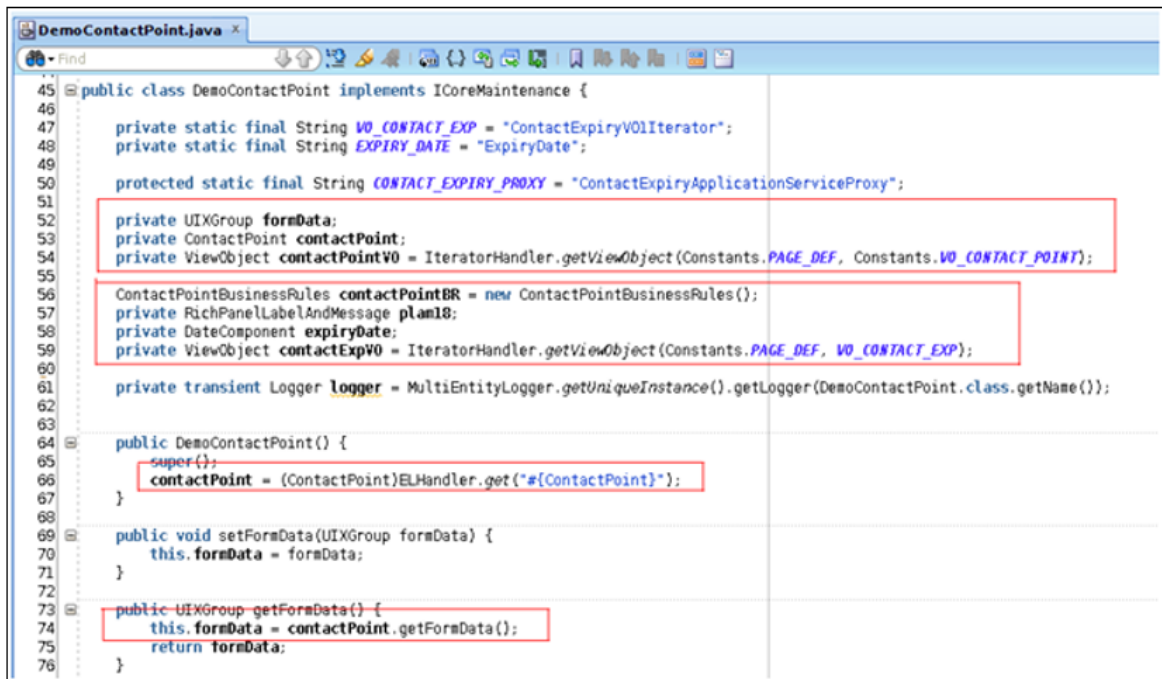 DemoContactPoint.java ×
Find
45 public class DemoContactPoint implements ICoreMaintenance {
46
47 private static final String VO_CONTACT_EXP = "ContactExpiryVO1Iterator";
48 private static final String EXPIRY_DATE = "ExpiryDate";
49
50 protected static final String CONTACT_EXPIRY_PROXY = "ContactExpiryApplicationServiceProxy";
51
52 private UIXGroup formData;
53 private ContactPoint contactPoint;
54 private ViewObject contactPointVO = IteratorHandler.getViewObject(Constants.PAGE_DEF, Constants.VO_CONTACT_POINT);
55
56 ContactPointBusinessRules contactPointBR = new ContactPointBusinessRules();
57 private RichPanelLabelAndMessage plam18;
58 private DateComponent expiryDate;
59 private ViewObject contactExpVO = IteratorHandler.getViewObject(Constants.PAGE_DEF, VO_CONTACT_EXP);
60
61 private transient Logger logger = MultiEntityLogger.getUniqueInstance().getLogger(DemoContactPoint.class.getName());
62
63
64 public DemoContactPoint() {
65 super();
66 contactPoint = (ContactPoint)ELHandler.get("#{ContactPoint}");
67 }
68
69 public void setFormData(UIXGroup formData) {
70 this.formData = formData;
71 }
72
73 public UIXGroup getFormData() {
74 this.formData = contactPoint.getFormData();
75 return formData;
76 }